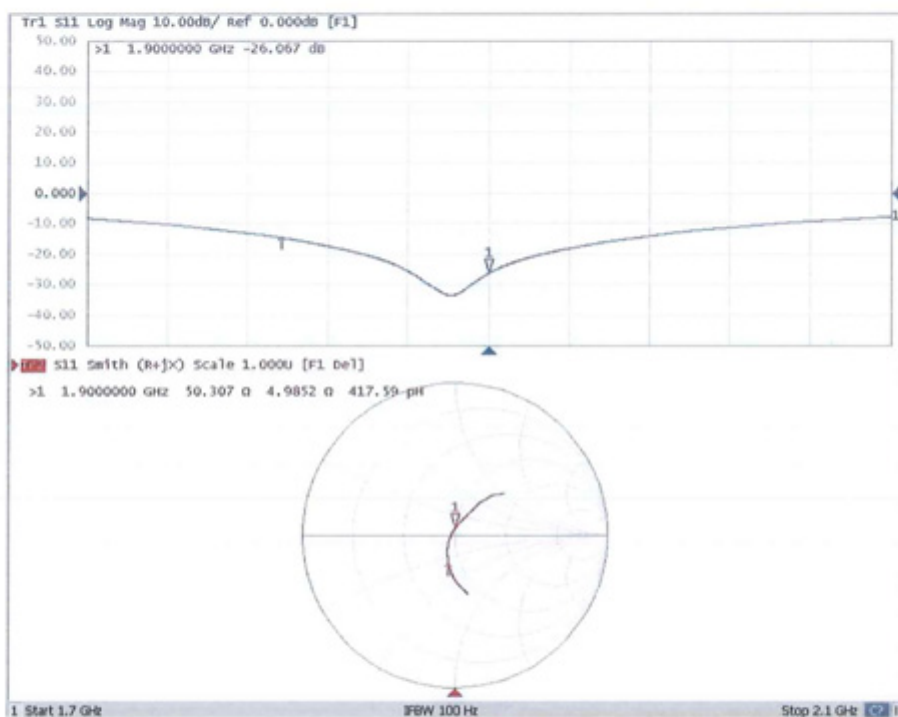 Tr1 S11 Log Mag 10.00dB/ Ref 0.000dB [F1]
50.00
>1 1.9000000 GHz -26.067 dB
40.00
30.00
20.00
10.00
0.000
1
-10.00
-20.00
1
-30.00
-40.00
-50.00
S11 Smith (R+jX) Scale 1.000U [F1 Del]
>1 1.9000000 GHz 50.307 Ω 4.9852 Ω 417.59 pH
1
1 Start 1.7 GHz
IFBW 100 Hz
Stop 2.1 GHz